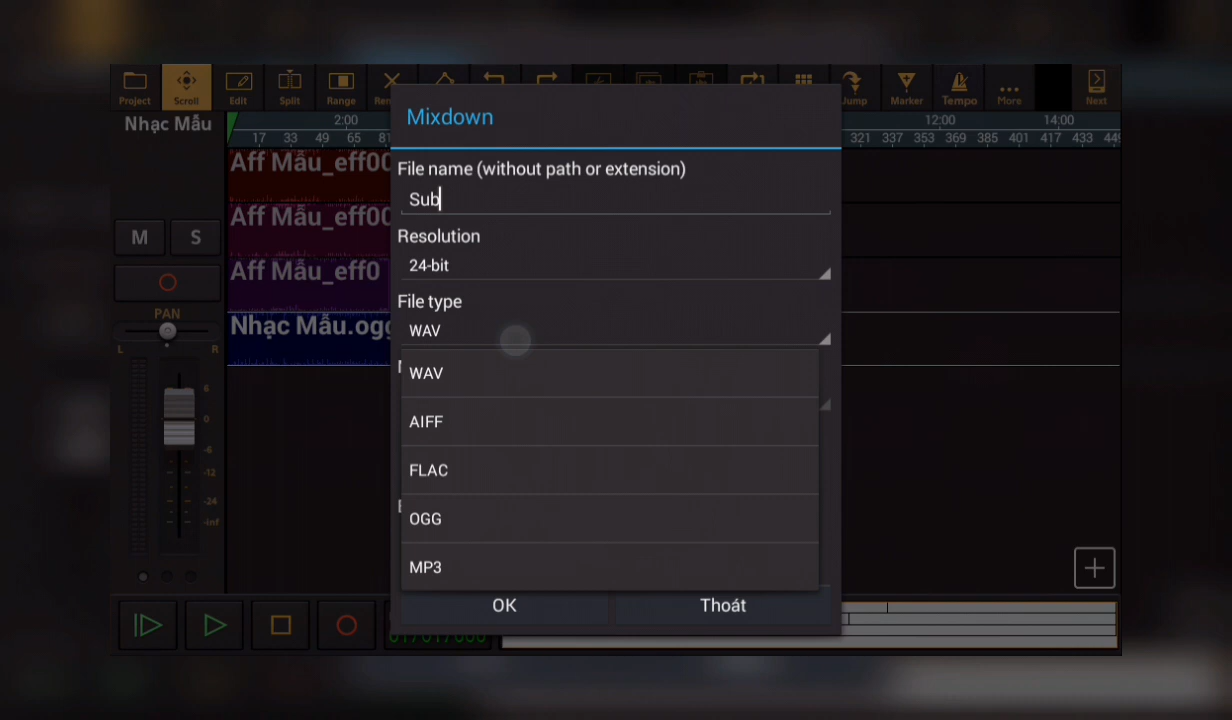 Project Scroll Edit Split Range Jump Marker Tempo More Next
Nhạc Mẫu
2:00 12:00 14:00
17 33 49 65 321 337 353 369 385 401 417 433
Mixdown
File name (without path or extension)
Sub
Resolution
24-bit
File type
WAV
WAV
AIFF
FLAC
OGG
MP3
OK Thoát
Aff Mẫu_eff00
Aff Mẫu_eff00
Aff Mẫu_eff0
Nhạc Mẫu.ogg
M S
PAN
L R
6
0
-6
-12
-24
-inf